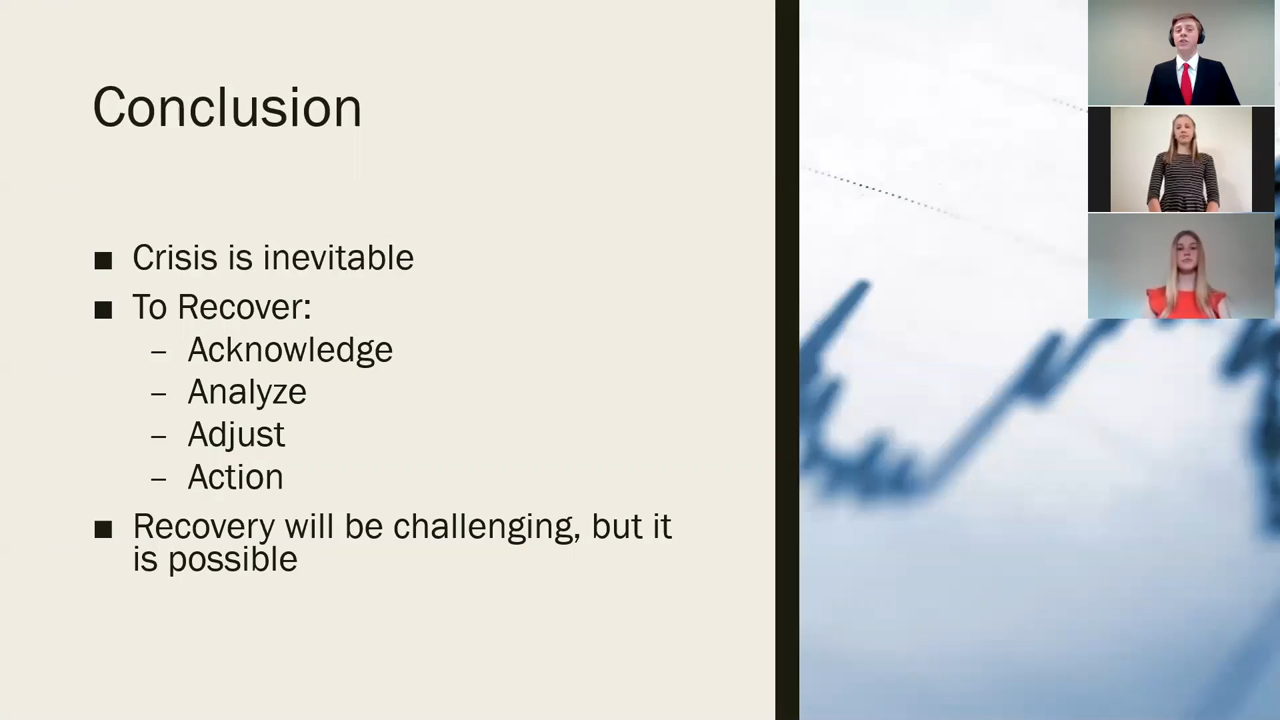 Conclusion
■ Crisis is inevitable
■ To Recover:
– Acknowledge
– Analyze
– Adjust
– Action
■ Recovery will be challenging, but it
is possible